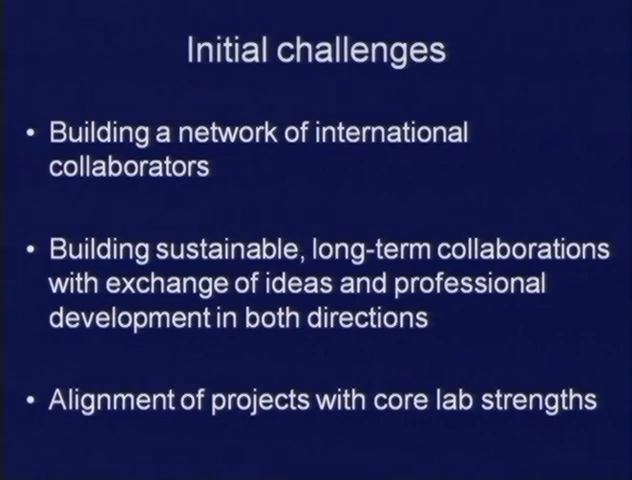 Initial challenges
• Building a network of international
collaborators
• Building sustainable, long-term collaborations
with exchange of ideas and professional
development in both directions
• Alignment of projects with core lab strengths